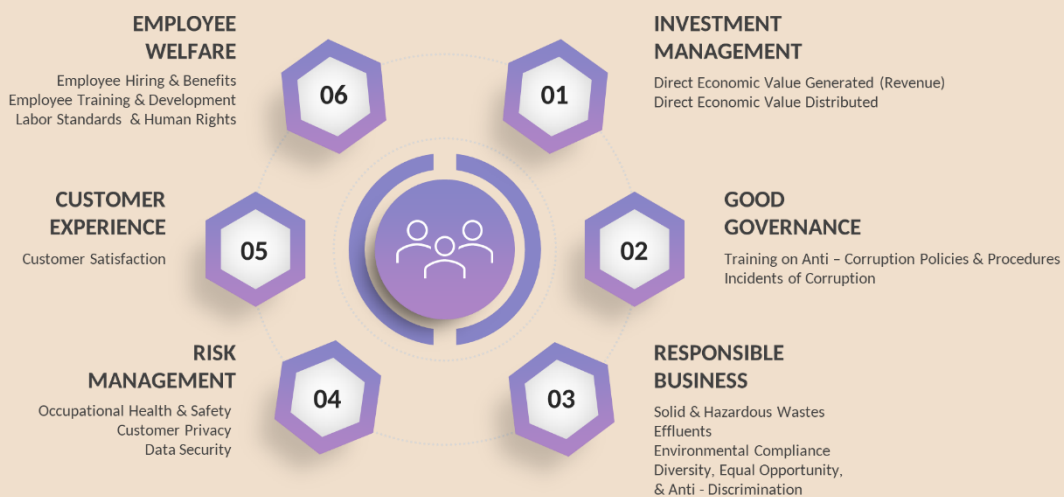 01
INVESTMENT
MANAGEMENT
Direct Economic Value Generated (Revenue)
Direct Economic Value Distributed
02
GOOD
GOVERNANCE
Training on Anti – Corruption Policies & Procedures
Incidents of Corruption
03
RESPONSIBLE
BUSINESS
Solid & Hazardous Wastes
Effluents
Environmental Compliance
Diversity, Equal Opportunity,
& Anti - Discrimination
04
RISK
MANAGEMENT
Occupational Health & Safety
Customer Privacy
Data Security
05
CUSTOMER
EXPERIENCE
Customer Satisfaction
06
EMPLOYEE
WELFARE
Employee Hiring & Benefits
Employee Training & Development
Labor Standards & Human Rights